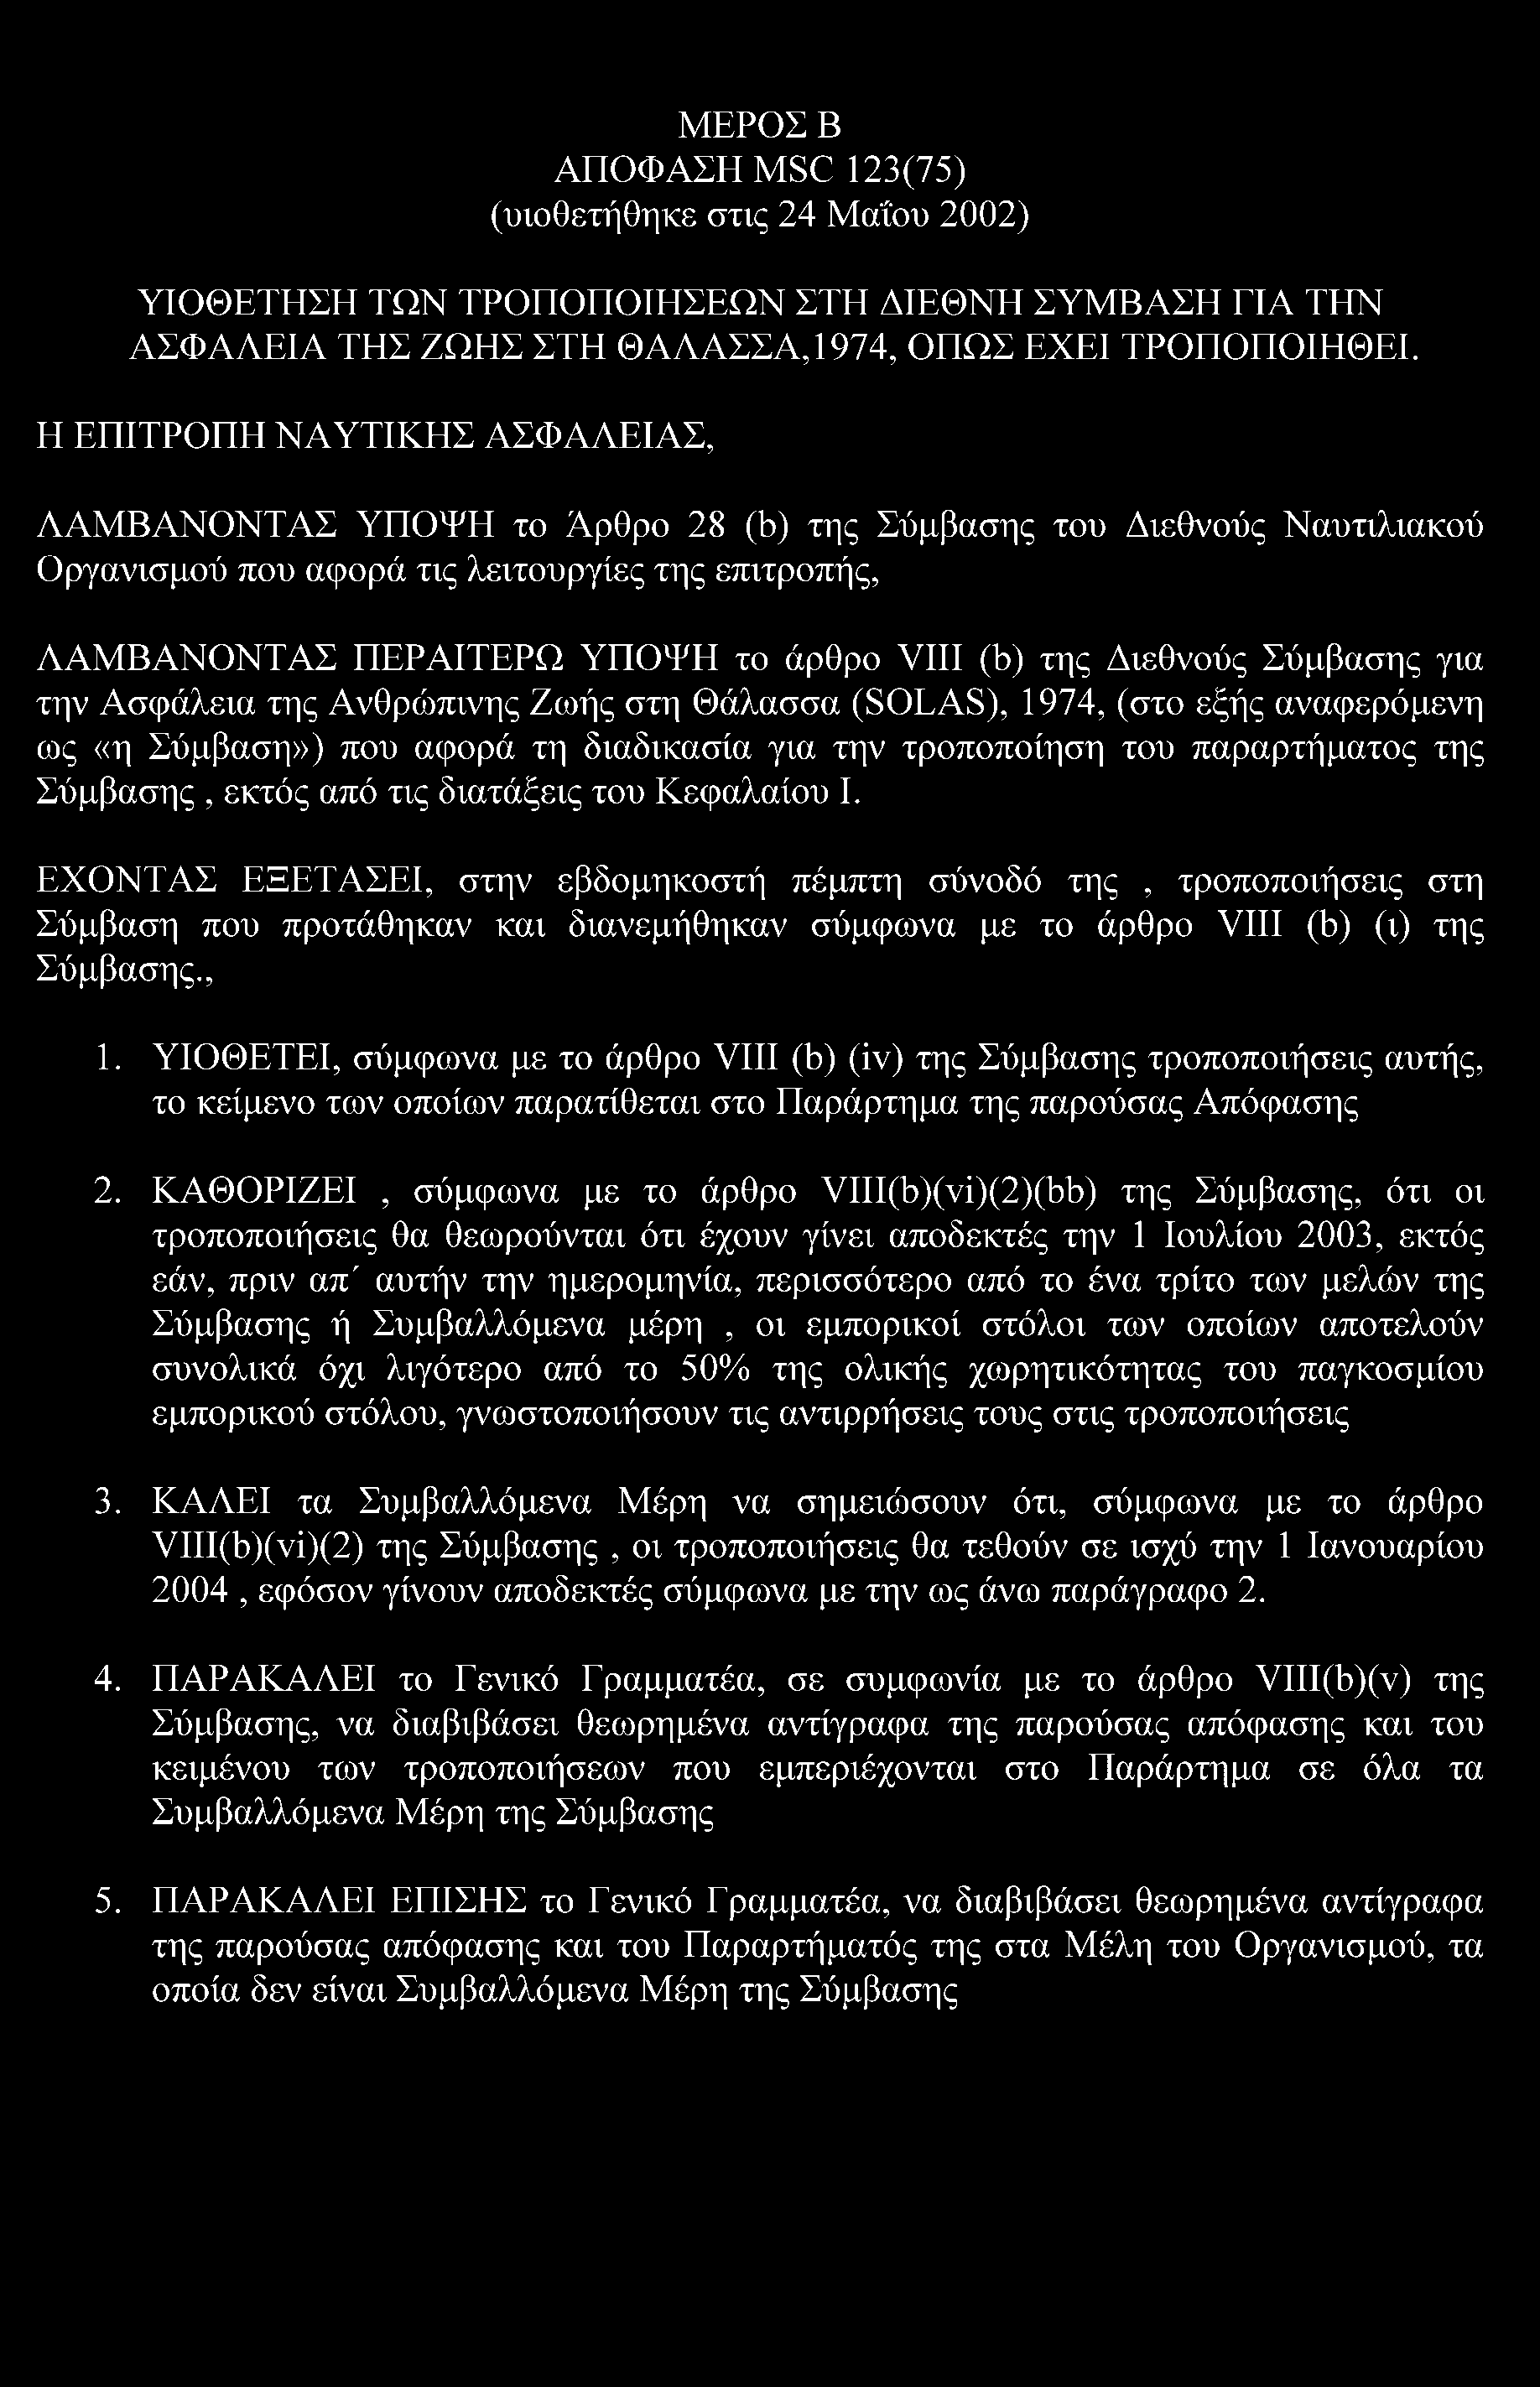 ΜΕΡΟΣ Β
ΑΠΟΦΑΣΗ MSC 123(75)
(υιοθετήθηκε στις 24 Μαΐου 2002)
ΥΙΟΘΕΤΗΣΗ ΤΩΝ ΤΡΟΠΟΠΟΙΗΣΕΩΝ ΣΤΗ ΔΙΕΘΝΗ ΣΥΜΒΑΣΗ ΓΙΑ ΤΗΝ
ΑΣΦΑΛΕΙΑ ΤΗΣ ΖΩΗΣ ΣΤΗ ΘΑΛΑΣΣΑ,1974, ΟΠΩΣ ΕΧΕΙ ΤΡΟΠΟΠΟΙΗΘΕΙ.
Η ΕΠΙΤΡΟΠΗ ΝΑΥΤΙΚΗΣ ΑΣΦΑΛΕΙΑΣ,
ΛΑΜΒΑΝΟΝΤΑΣ ΥΠΟΨΗ το Άρθρο 28 (b) της Σύμβασης του Διεθνούς Ναυτιλιακού
Οργανισμού που αφορά τις λειτουργίες της επιτροπής,
ΛΑΜΒΑΝΟΝΤΑΣ ΠΕΡΑΙΤΕΡΩ ΥΠΟΨΗ το άρθρο VIII (b) της Διεθνούς Σύμβασης για
την Ασφάλεια της Ανθρώπινης Ζωής στη Θάλασσα (SOLAS), 1974, (στο εξής αναφερόμενη
ως «η Σύμβαση») που αφορά τη διαδικασία για την τροποποίηση του παραρτήματος της
Σύμβασης , εκτός από τις διατάξεις του Κεφαλαίου Ι.
ΕΧΟΝΤΑΣ ΕΞΕΤΑΣΕΙ, στην εβδομηκοστή πέμπτη σύνοδό της , τροποποιήσεις στη
Σύμβαση που προτάθηκαν και διανεμήθηκαν σύμφωνα με το άρθρο VIII (b) (ι) της
Σύμβασης.,
1. ΥΙΟΘΕΤΕΙ, σύμφωνα με το άρθρο VIII (b) (iv) της Σύμβασης τροποποιήσεις αυτής,
το κείμενο των οποίων παρατίθεται στο Παράρτημα της παρούσας Απόφασης
2. ΚΑΘΟΡΙΖΕΙ , σύμφωνα με το άρθρο VIII(b)(vi)(2)(bb) της Σύμβασης, ότι οι
τροποποιήσεις θα θεωρούνται ότι έχουν γίνει αποδεκτές την 1 Ιουλίου 2003, εκτός
εάν, πριν απ΄ αυτήν την ημερομηνία, περισσότερο από το ένα τρίτο των μελών της
Σύμβασης ή Συμβαλλόμενα μέρη , οι εμπορικοί στόλοι των οποίων αποτελούν
συνολικά όχι λιγότερο από το 50% της ολικής χωρητικότητας του παγκοσμίου
εμπορικού στόλου, γνωστοποιήσουν τις αντιρρήσεις τους στις τροποποιήσεις
3. ΚΑΛΕΙ τα Συμβαλλόμενα Μέρη να σημειώσουν ότι, σύμφωνα με το άρθρο
VIII(b)(vi)(2) της Σύμβασης , οι τροποποιήσεις θα τεθούν σε ισχύ την 1 Ιανουαρίου
2004 , εφόσον γίνουν αποδεκτές σύμφωνα με την ως άνω παράγραφο 2.
4. ΠΑΡΑΚΑΛΕΙ το Γενικό Γραμματέα, σε συμφωνία με το άρθρο VIII(b)(v) της
Σύμβασης, να διαβιβάσει θεωρημένα αντίγραφα της παρούσας απόφασης και του
κειμένου των τροποποιήσεων που εμπεριέχονται στο Παράρτημα σε όλα τα
Συμβαλλόμενα Μέρη της Σύμβασης
5. ΠΑΡΑΚΑΛΕΙ ΕΠΙΣΗΣ το Γενικό Γραμματέα, να διαβιβάσει θεωρημένα αντίγραφα
της παρούσας απόφασης και του Παραρτήματός της στα Μέλη του Οργανισμού, τα
οποία δεν είναι Συμβαλλόμενα Μέρη της Σύμβασης